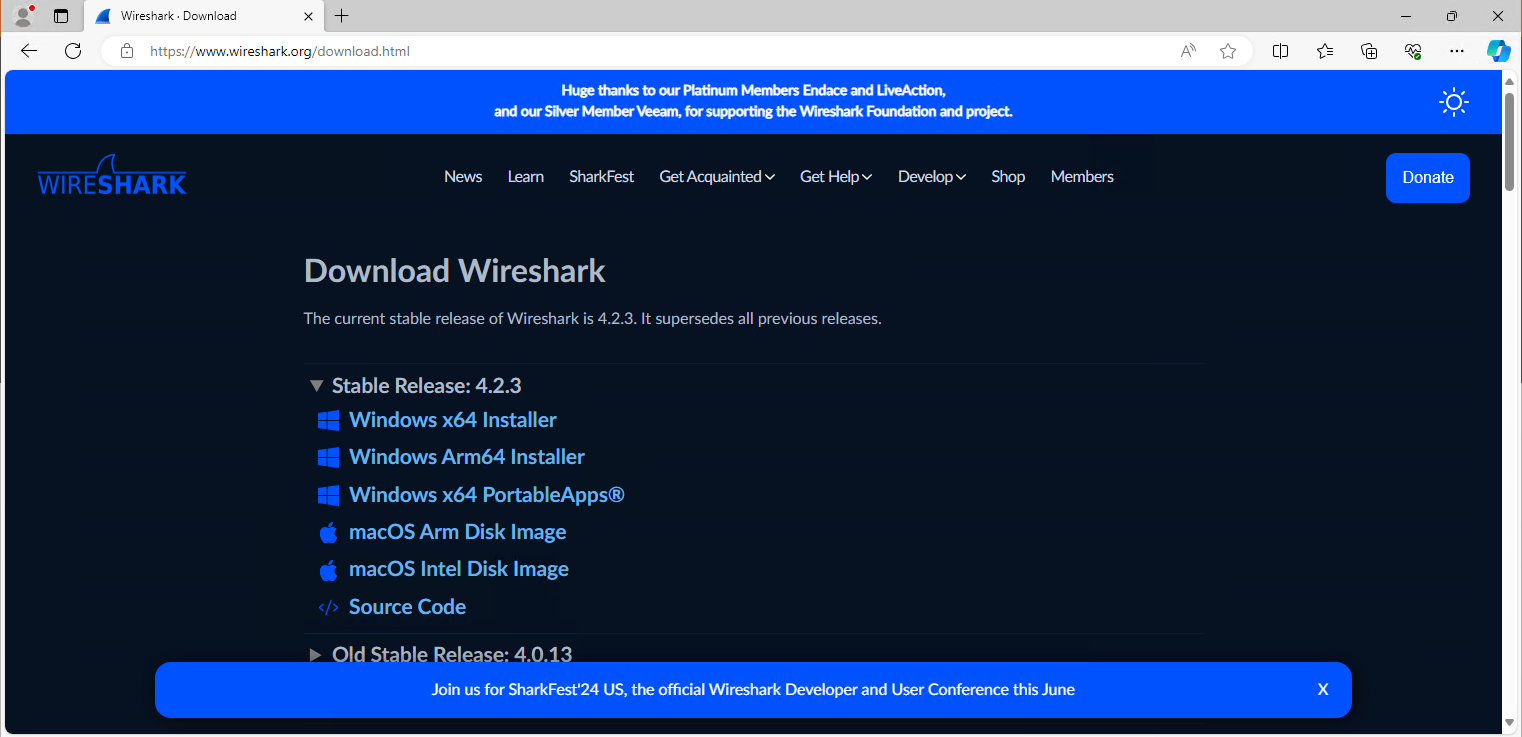 Wireshark · Download
https://www.wireshark.org/download.html
Huge thanks to our Platinum Members Endace and LiveAction,
and our Silver Member Veeam, for supporting the Wireshark Foundation and project.
WIRESHARK
News Learn SharkFest Get Acquainted Get Help Develop Shop Members
Donate
Download Wireshark
The current stable release of Wireshark is 4.2.3. It supersedes all previous releases.
Stable Release: 4.2.3
Windows x64 Installer
Windows Arm64 Installer
Windows x64 PortableApps®
macOS Arm Disk Image
macOS Intel Disk Image
</> Source Code
Old Stable Release: 4.0.13
Join us for SharkFest'24 US, the official Wireshark Developer and User Conference this June X